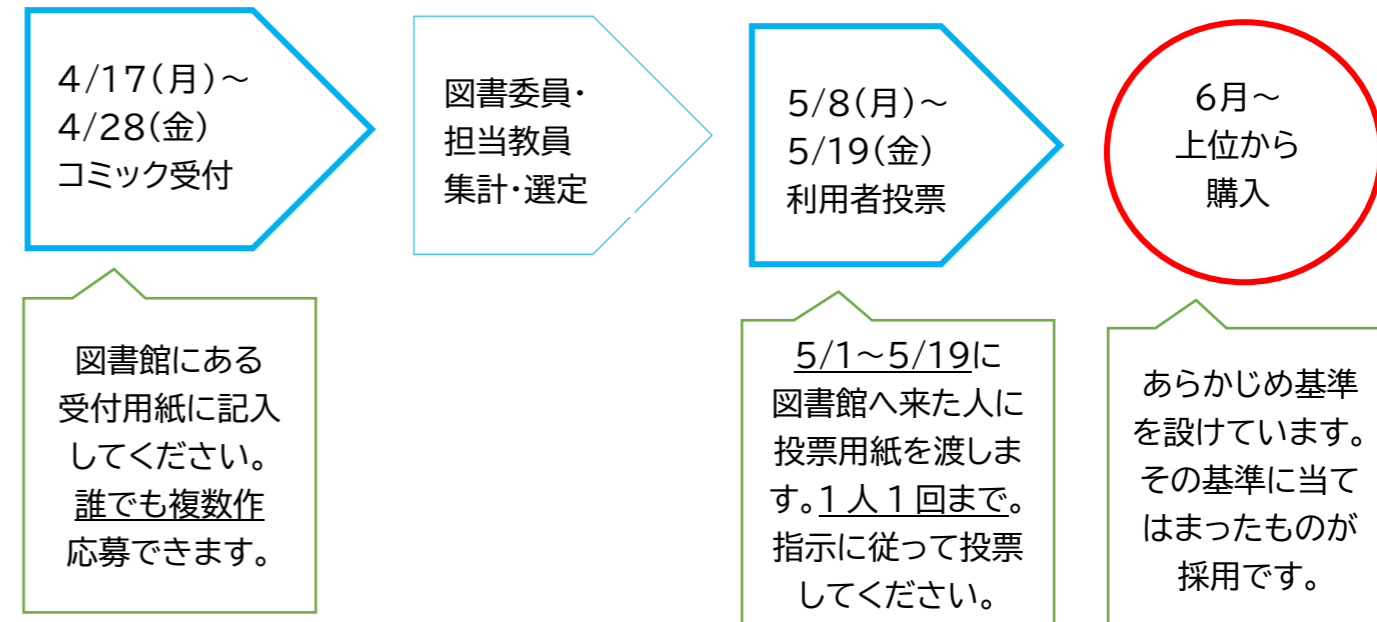 4/17(月)～
4/28(金)
コミック受付
図書委員・
担当教員
集計・選定
5/8(月)～
5/19(金)
利用者投票
6月～
上位から
購入
図書館にある
受付用紙に記入
してください。
誰でも複数作
応募できます。
5/1～5/19に
図書館へ来た人に
投票用紙を渡しま
す。1人1回まで。
指示に従って投票
してください。
あらかじめ基準
を設けています。
その基準に当て
はまったものが
採用です。